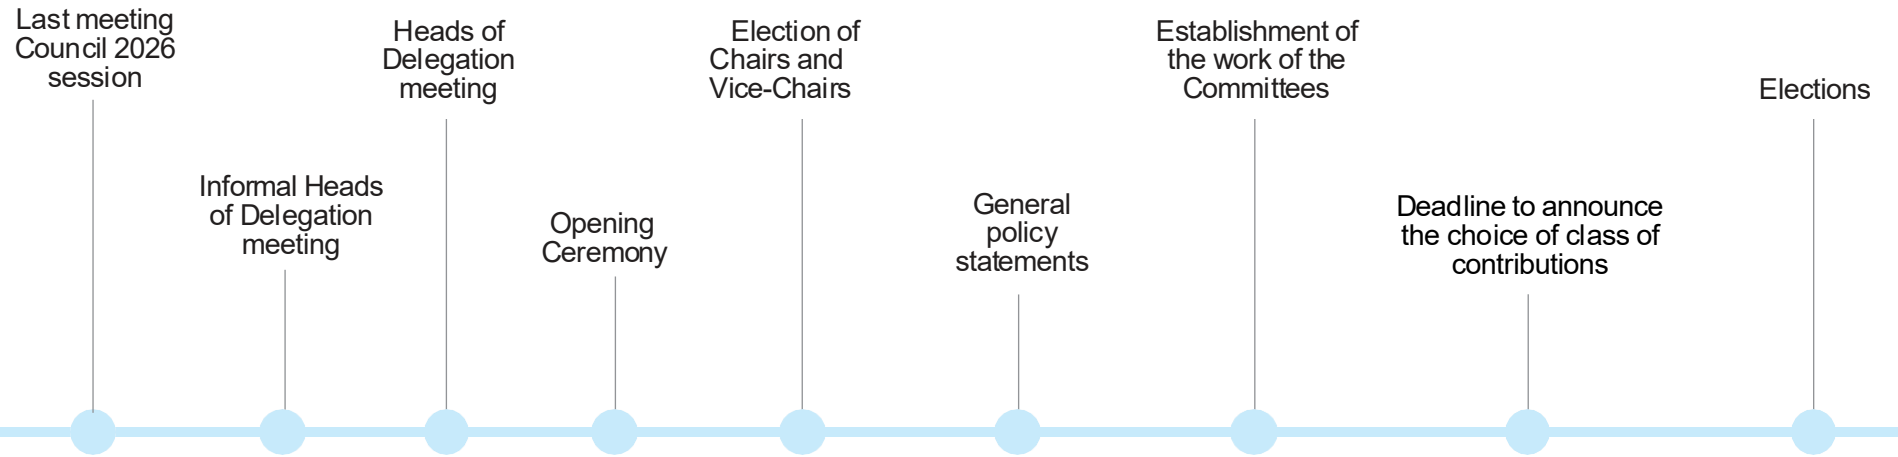 Last meeting
Council 2026
session
Informal Heads
of Delegation
meeting
Heads of
Delegation
meeting
Opening
Ceremony
Election of
Chairs and
Vice-Chairs
General
policy
statements
Establishment of
the work of the
Committees
Deadline to announce
the choice of class of
contributions
Elections